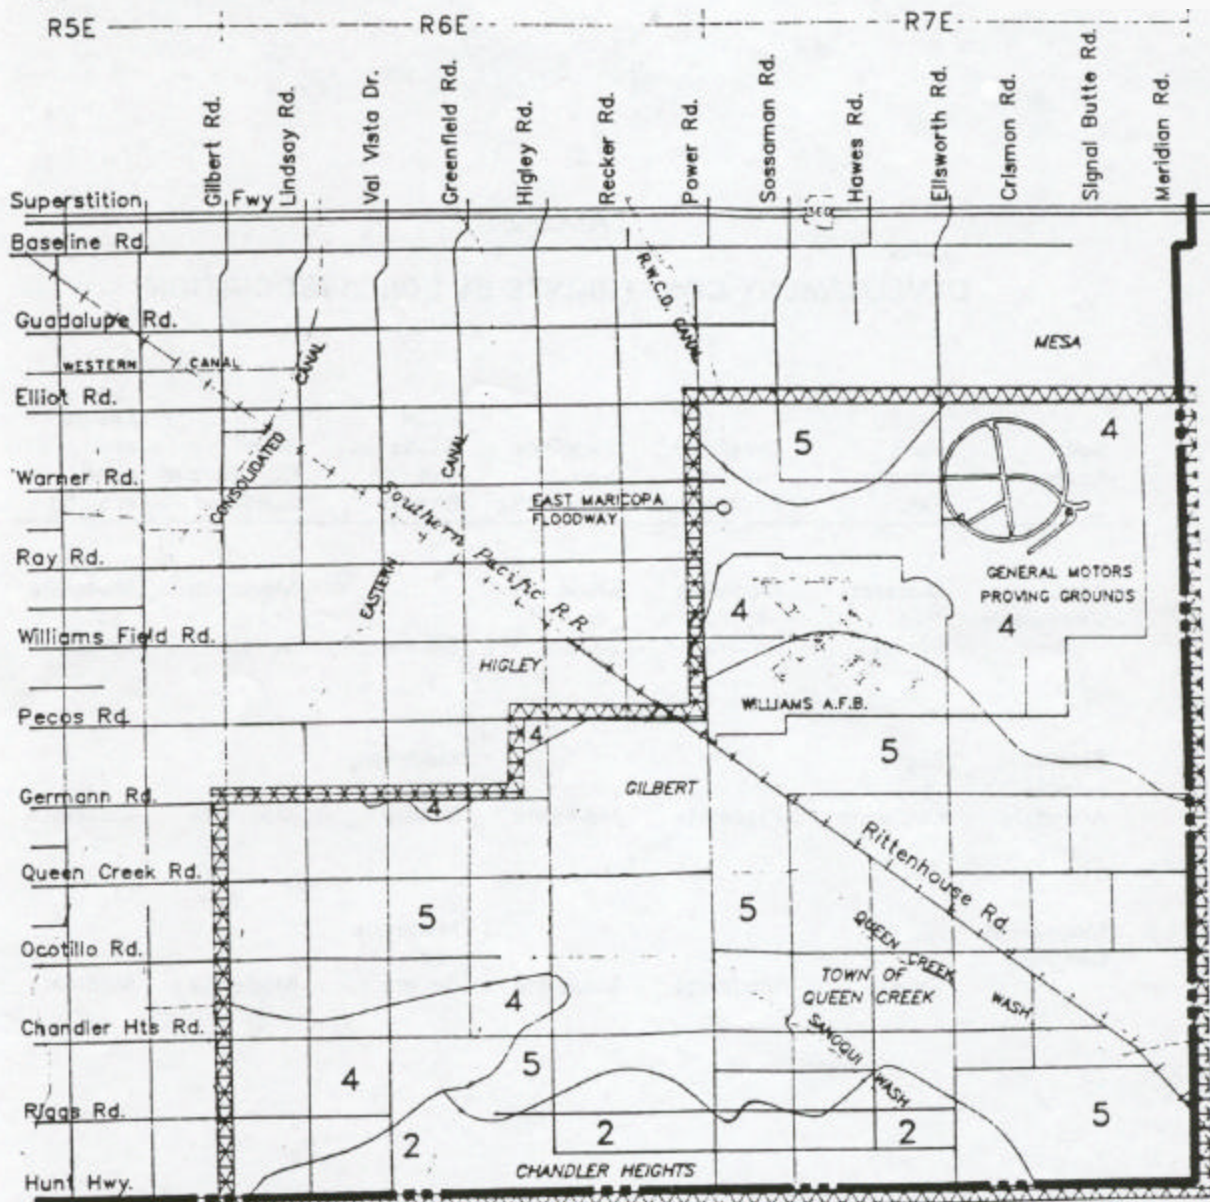 R5E
R6E
R7E
Gilbert Rd.
Lindsay Rd.
Val Vista Dr.
Greenfield Rd.
Higley Rd.
Recker Rd.
Power Rd.
Sossaman Rd.
Hawes Rd.
Ellsworth Rd.
Crismon Rd.
Signal Butte Rd.
Meridian Rd.
Superstition Fwy
Baseline Rd.
R.W.C.D. CANAL
Guadalupe Rd.
MESA
WESTERN CANAL
CANAL
Elliot Rd.
4
5
CONSOLIDATED
CANAL
Warner Rd.
Southern Pacific R.R.
EAST MARICOPA
FLOODWAY
Ray Rd.
EASTERN
GENERAL MOTORS
PROVING GROUNDS
4
4
Williams Field Rd.
HIGLEY
WILLIAMS A.F.B.
Pecos Rd.
4
5
GILBERT
Germann Rd.
4
Rittenhouse Rd.
Queen Creek Rd.
5
5
QUEEN CREEK
WASH
Ocotillo Rd.
TOWN OF
QUEEN CREEK
4
Chandler Hts Rd.
SANOQUI WASH
4
5
5
Riggs Rd.
2
2
2
CHANDLER HEIGHTS
Hunt Hwy.